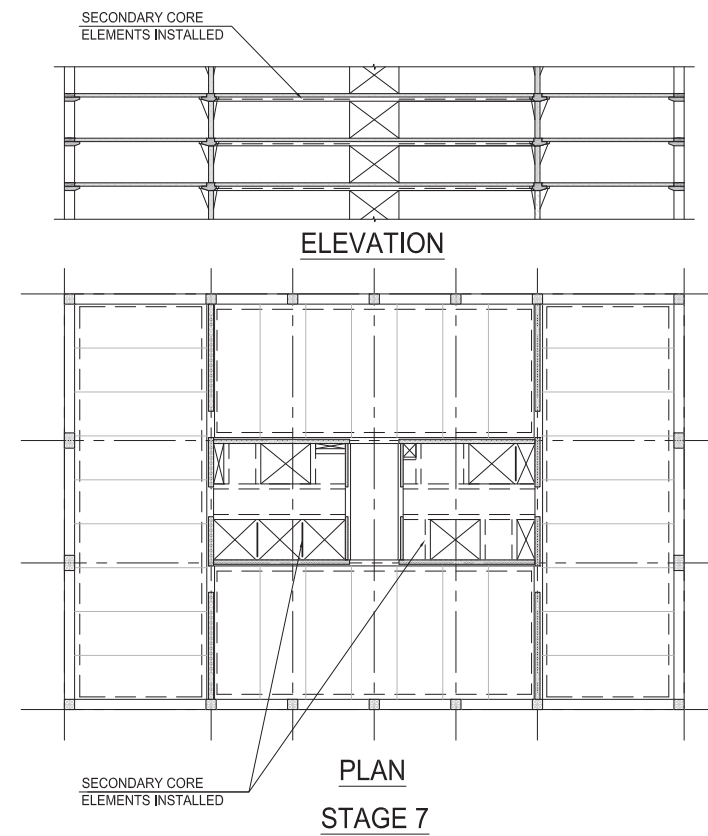 SECONDARY CORE
ELEMENTS INSTALLED
ELEVATION
SECONDARY CORE
ELEMENTS INSTALLED
PLAN
STAGE 7